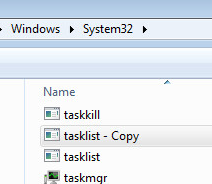 Windows System32
Name
taskkill
tasklist - Copy
tasklist
taskmgr